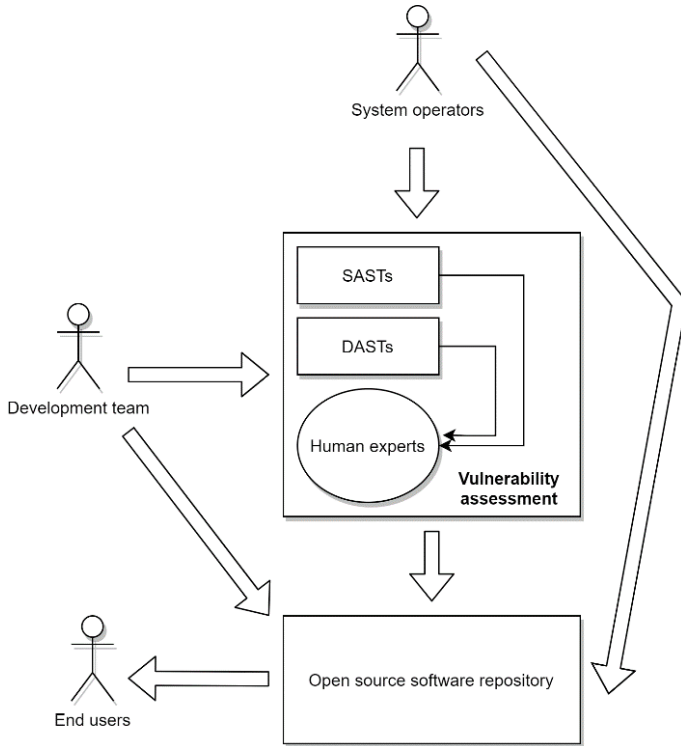 System operators
SASTs
DASTs
Development team
Human experts
Vulnerability
assessment
Open source software repository
End users